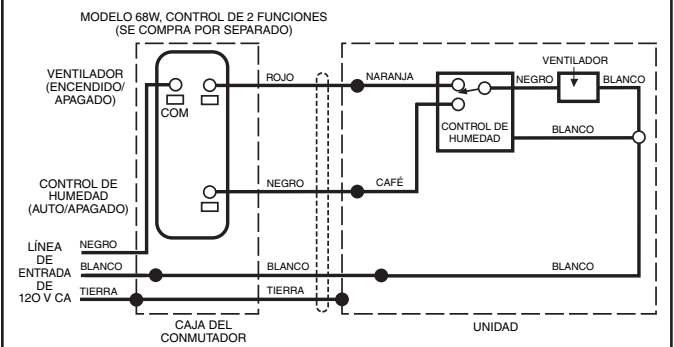 MODELO 68W, CONTROL DE 2 FUNCIONES
(SE COMPRA POR SEPARADO)
VENTILADOR
(ENCENDIDO/
APAGADO)
COM
ROJO
NARANJA
NEGRO
VENTILADOR
BLANCO
CONTROL DE
HUMEDAD
BLANCO
CONTROL DE
HUMEDAD
(AUTO/APAGADO)
NEGRO
CAFÉ
LÍNEA
DE
ENTRADA
DE
12O V CA
NEGRO
BLANCO
BLANCO
BLANCO
TIERRA
TIERRA
CAJA DEL
CONMUTADOR
UNIDAD